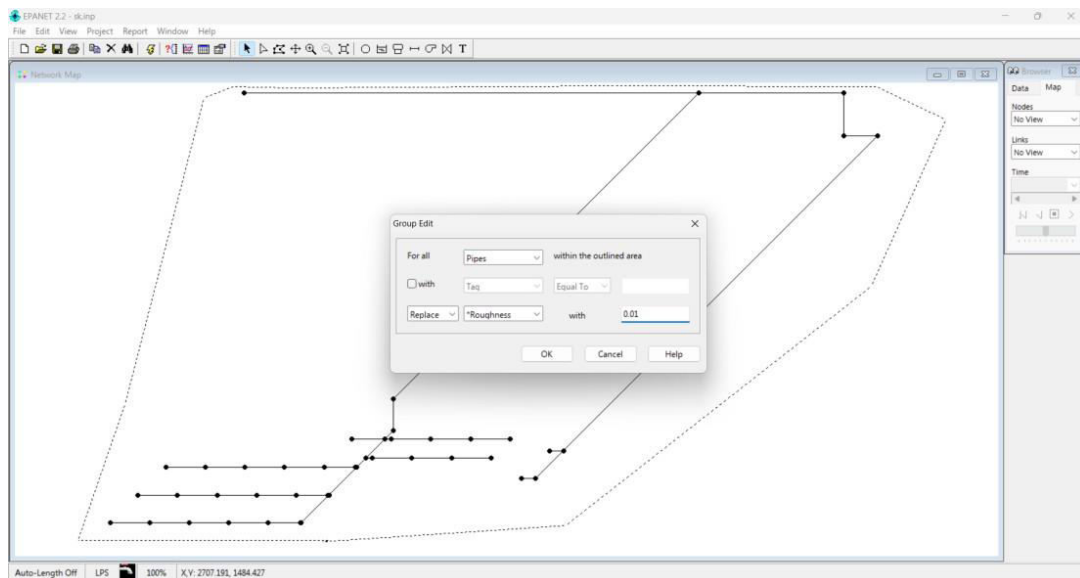 EPANET 2.2 - sk.inp
File Edit View Project Report Window Help
T
Network Map
Browser
Data Map
Nodes
No View
Links
No View
Time
Group Edit
For all Pipes within the outlined area
with Tag Equal To
Replace *Roughness with 0.01
OK Cancel Help
Auto-Length Off LPS 100% X,Y: 2707.191, 1484.427